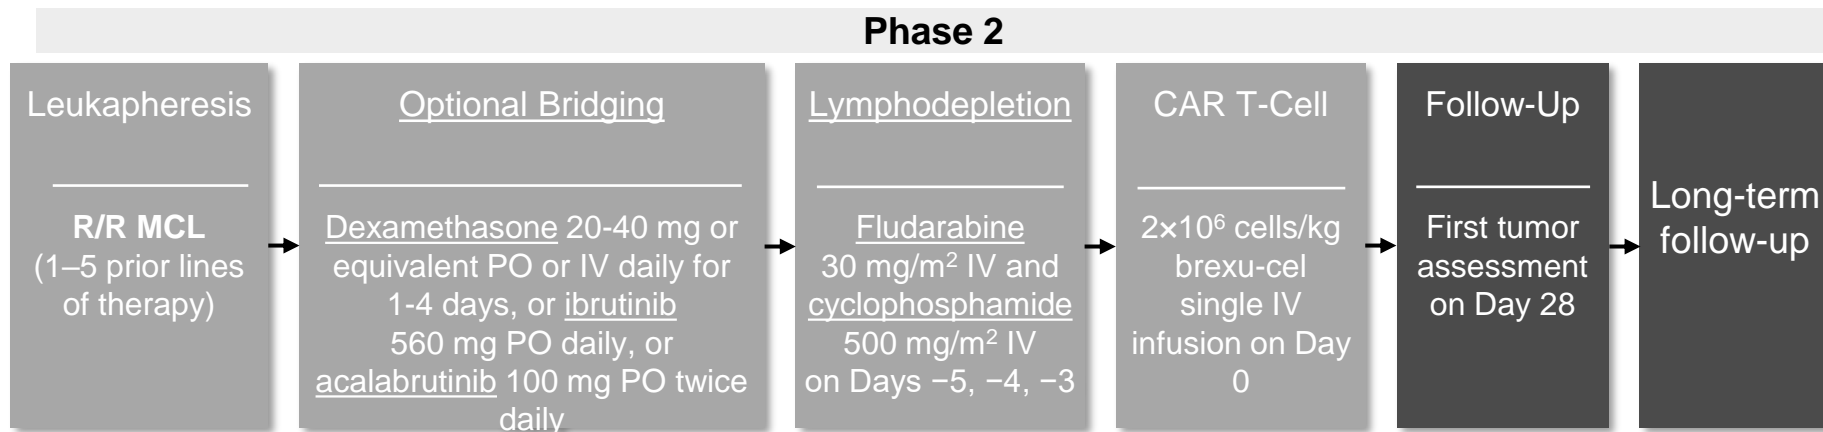 Phase 2
Leukapheresis
R/R MCL
(1–5 prior lines
of therapy)
Optional Bridging
Dexamethasone 20-40 mg or
equivalent PO or IV daily for
1-4 days, or ibrutinib
560 mg PO daily, or
acalabrutinib 100 mg PO twice
daily
Lymphodepletion
Fludarabine
30 mg/m² IV and
cyclophosphamide
500 mg/m² IV
on Days −5, −4, −3
CAR T-Cell
2×10⁶ cells/kg
brexu-cel
single IV
infusion on Day
0
Follow-Up
First tumor
assessment
on Day 28
Long-term
follow-up